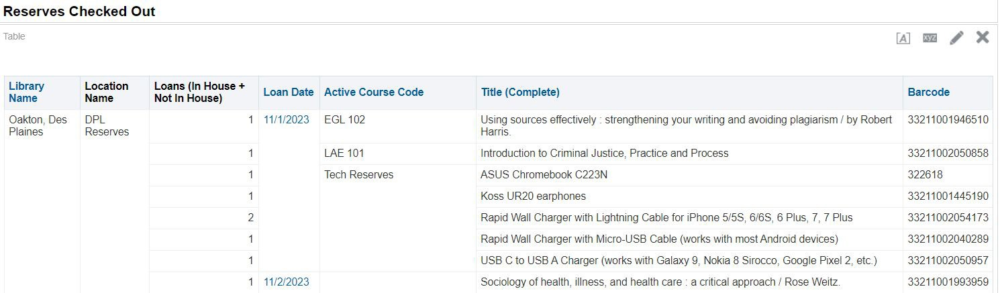 Reserves Checked Out
Table
[A] xyz
Library Name Location Name Loans (In House + Not In House) Loan Date Active Course Code Title (Complete) Barcode
Oakton, Des Plaines DPL Reserves 1 11/1/2023 EGL 102 Using sources effectively : strengthening your writing and avoiding plagiarism / by Robert Harris. 33211001946510
1 LAE 101 Introduction to Criminal Justice, Practice and Process 33211002050858
1 Tech Reserves ASUS Chromebook C223N 322618
1 Koss UR20 earphones 33211001445190
2 Rapid Wall Charger with Lightning Cable for iPhone 5/5S, 6/6S, 6 Plus, 7, 7 Plus 33211002054173
1 Rapid Wall Charger with Micro-USB Cable (works with most Android devices) 33211002040289
1 USB C to USB A Charger (works with Galaxy 9, Nokia 8 Sirocco, Google Pixel 2, etc.) 33211002050957
1 11/2/2023 Sociology of health, illness, and health care : a critical approach / Rose Weitz. 33211001993959